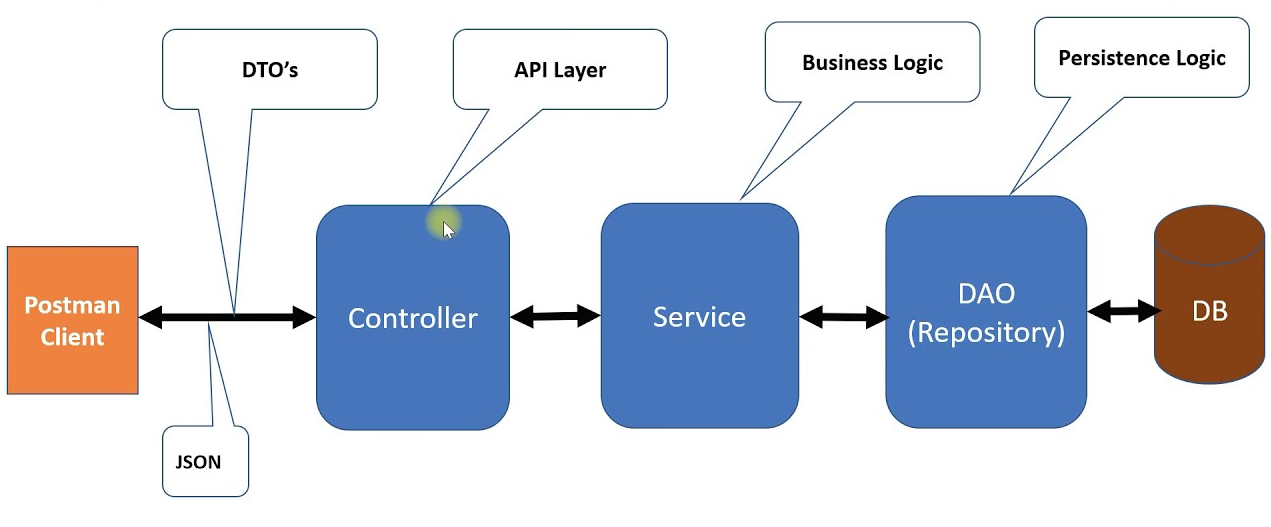 DTO's
API Layer
Business Logic
Persistence Logic
Postman
Client
Controller
Service
DAO
(Repository)
DB
JSON